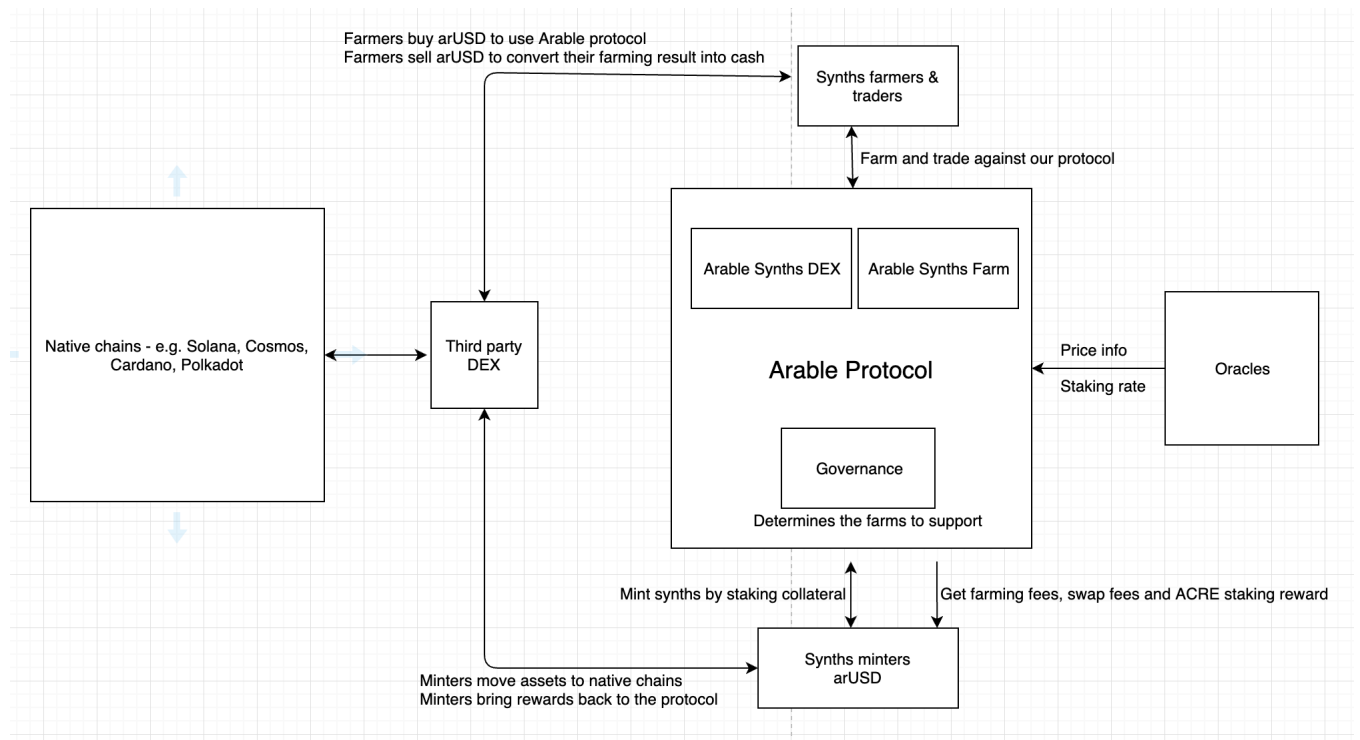 Farmers buy arUSD to use Arable protocol
Farmers sell arUSD to convert their farming result into cash
Synths farmers &
traders
Farm and trade against our protocol
Arable Synths DEX
Arable Synths Farm
Native chains - e.g. Solana, Cosmos,
Cardano, Polkadot
Third party
DEX
Arable Protocol
Price info
Staking rate
Oracles
Governance
Determines the farms to support
Mint synths by staking collateral
Get farming fees, swap fees and ACRE staking reward
Synths minters
arUSD
Minters move assets to native chains
Minters bring rewards back to the protocol